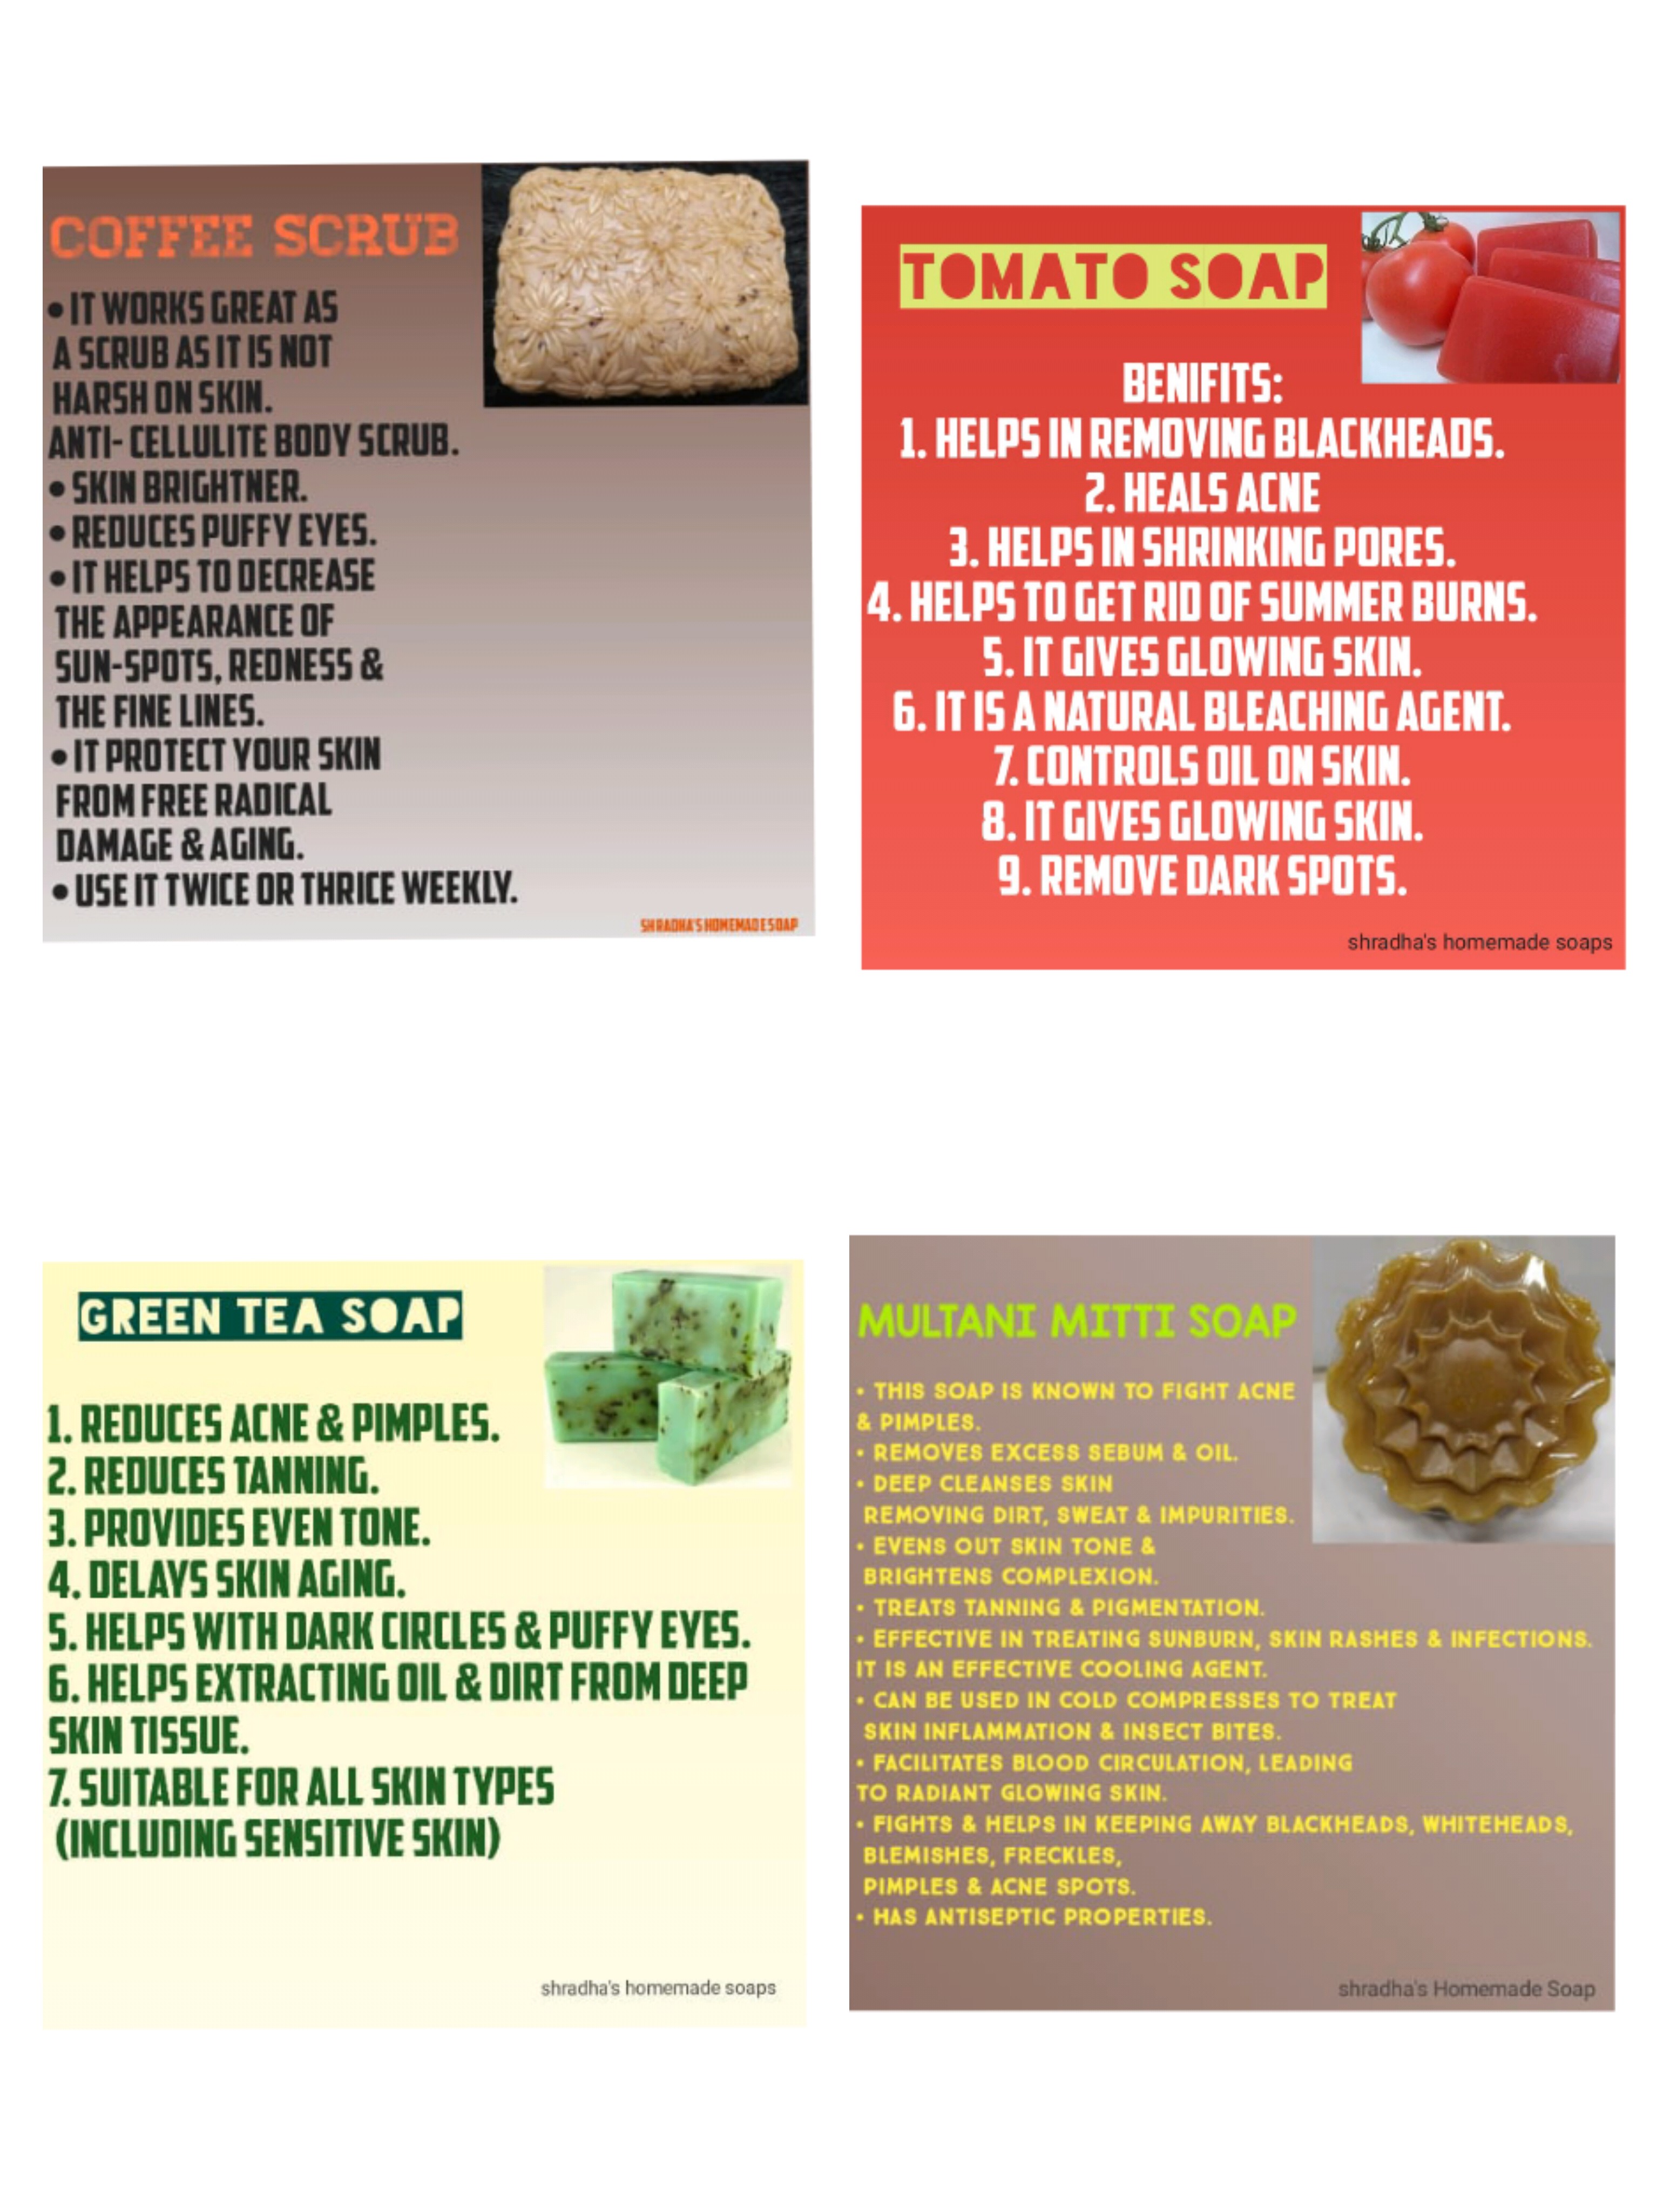 COFFEE SCRUB
• IT WORKS GREAT AS
A SCRUB AS IT IS NOT
HARSH ON SKIN.
ANTI- CELLULITE BODY SCRUB.
• SKIN BRIGHTNER.
• REDUCES PUFFY EYES.
• IT HELPS TO DECREASE
THE APPEARANCE OF
SUN-SPOTS, REDNESS &
THE FINE LINES.
• IT PROTECT YOUR SKIN
FROM FREE RADICAL
DAMAGE & AGING.
• USE IT TWICE OR THRICE WEEKLY.
SHRADHA'S HOMEMADE SOAP
TOMATO SOAP
BENIFITS:
1. HELPS IN REMOVING BLACKHEADS.
2. HEALS ACNE
3. HELPS IN SHRINKING PORES.
4. HELPS TO GET RID OF SUMMER BURNS.
5. IT GIVES GLOWING SKIN.
6. IT IS A NATURAL BLEACHING AGENT.
7. CONTROLS OIL ON SKIN.
8. IT GIVES GLOWING SKIN.
9. REMOVE DARK SPOTS.
shradha's homemade soaps
GREEN TEA SOAP
1. REDUCES ACNE & PIMPLES.
2. REDUCES TANNING.
3. PROVIDES EVEN TONE.
4. DELAYS SKIN AGING.
5. HELPS WITH DARK CIRCLES & PUFFY EYES.
6. HELPS EXTRACTING OIL & DIRT FROM DEEP
SKIN TISSUE.
7. SUITABLE FOR ALL SKIN TYPES
(INCLUDING SENSITIVE SKIN)
shradha's homemade soaps
MULTANI MITTI SOAP
• THIS SOAP IS KNOWN TO FIGHT ACNE
& PIMPLES.
• REMOVES EXCESS SEBUM & OIL.
• DEEP CLEANSES SKIN
REMOVING DIRT, SWEAT & IMPURITIES.
• EVENS OUT SKIN TONE &
BRIGHTENS COMPLEXION.
• TREATS TANNING & PIGMENTATION.
• EFFECTIVE IN TREATING SUNBURN, SKIN RASHES & INFECTIONS.
IT IS AN EFFECTIVE COOLING AGENT.
• CAN BE USED IN COLD COMPRESSES TO TREAT
SKIN INFLAMMATION & INSECT BITES.
• FACILITATES BLOOD CIRCULATION, LEADING
TO RADIANT GLOWING SKIN.
• FIGHTS & HELPS IN KEEPING AWAY BLACKHEADS, WHITEHEADS,
BLEMISHES, FRECKLES,
PIMPLES & ACNE SPOTS.
• HAS ANTISEPTIC PROPERTIES.
shradha's Homemade Soap